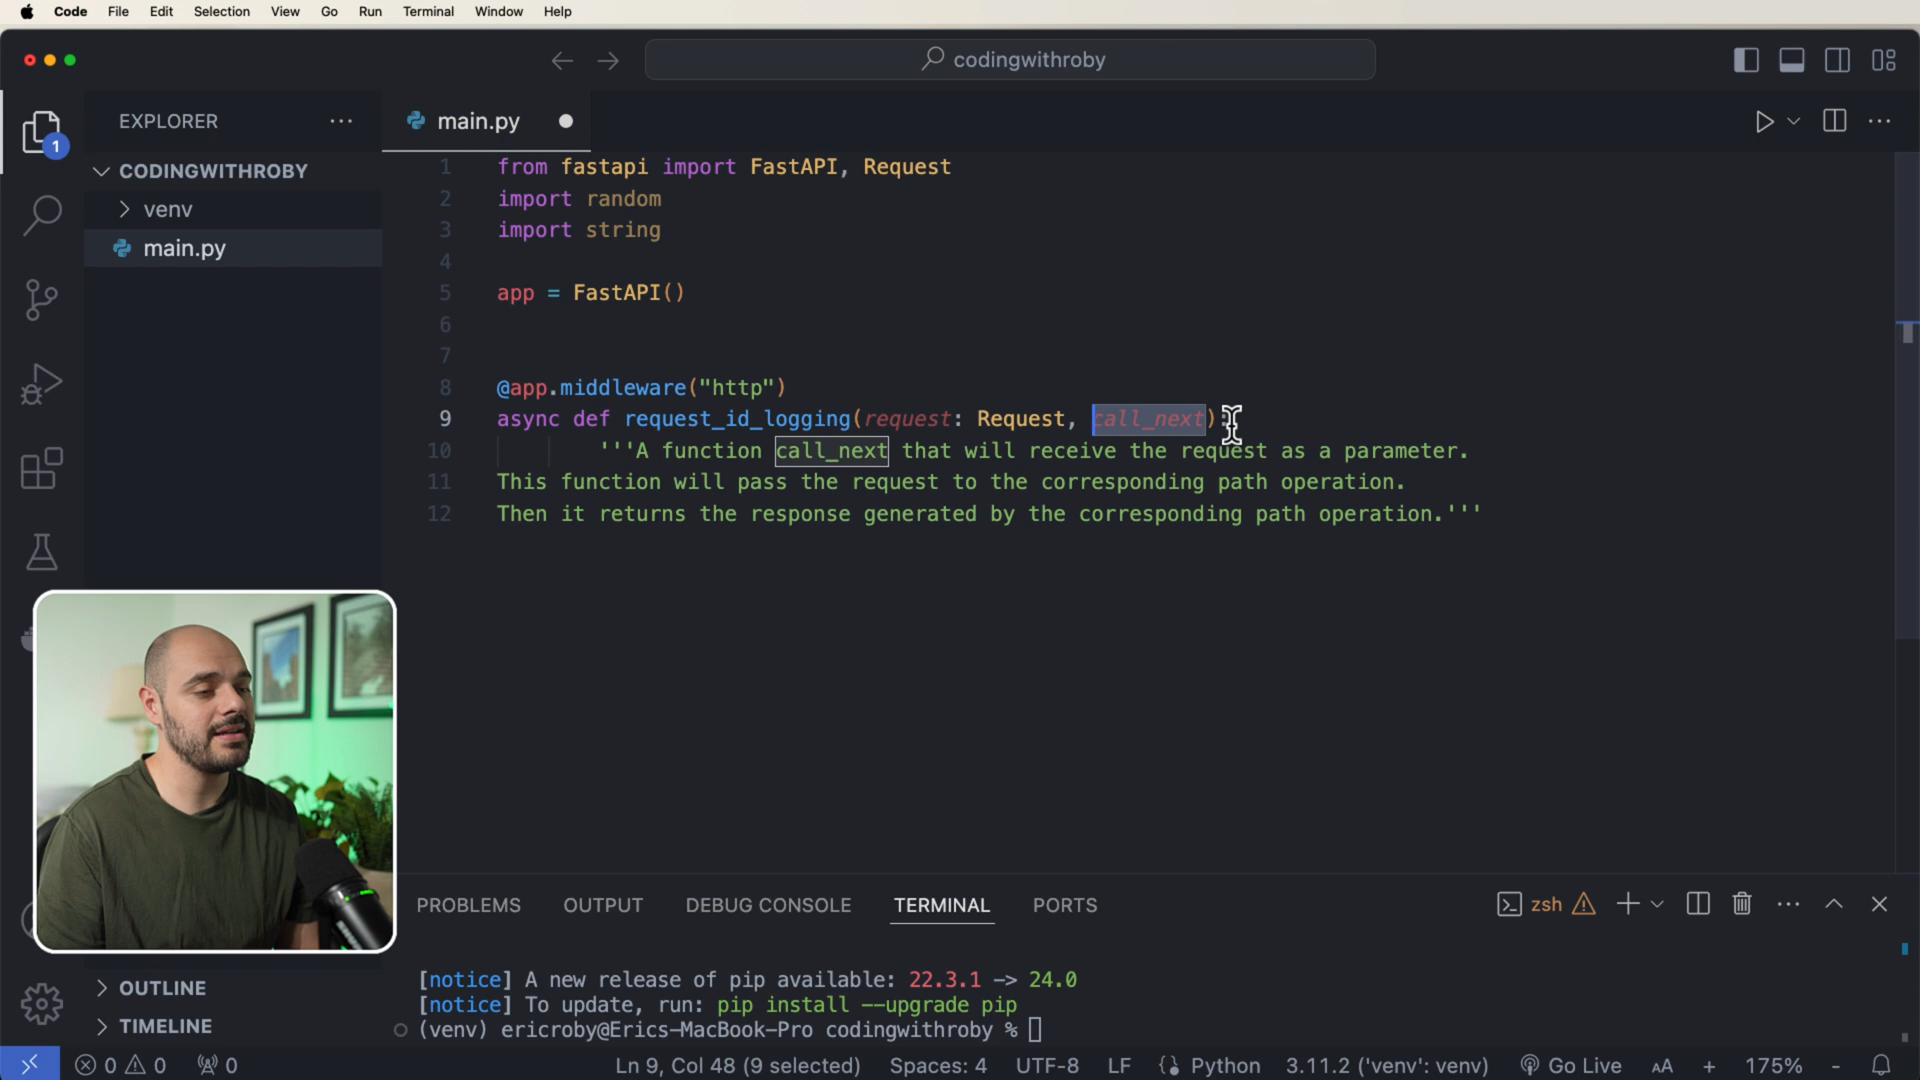 Code File Edit Selection View Go Run Terminal Window Help
codingwithroby
EXPLORER
main.py
1
CODINGWITHROBY
venv
main.py
1 from fastapi import FastAPI, Request
2 import random
3 import string
4
5 app = FastAPI()
6
7
8 @app.middleware("http")
9 async def request_id_logging(request: Request, call_next):
10 '''A function call_next that will receive the request as a parameter.
11 This function will pass the request to the corresponding path operation.
12 Then it returns the response generated by the corresponding path operation.'''
PROBLEMS OUTPUT DEBUG CONSOLE TERMINAL PORTS
zsh
[notice] A new release of pip available: 22.3.1 -> 24.0
[notice] To update, run: pip install --upgrade pip
(venv) ericroby@Erics-MacBook-Pro codingwithroby %
OUTLINE
TIMELINE
0 0 0 Ln 9, Col 48 (9 selected) Spaces: 4 UTF-8 LF Python 3.11.2 ('venv': venv) Go Live AA + 175% -